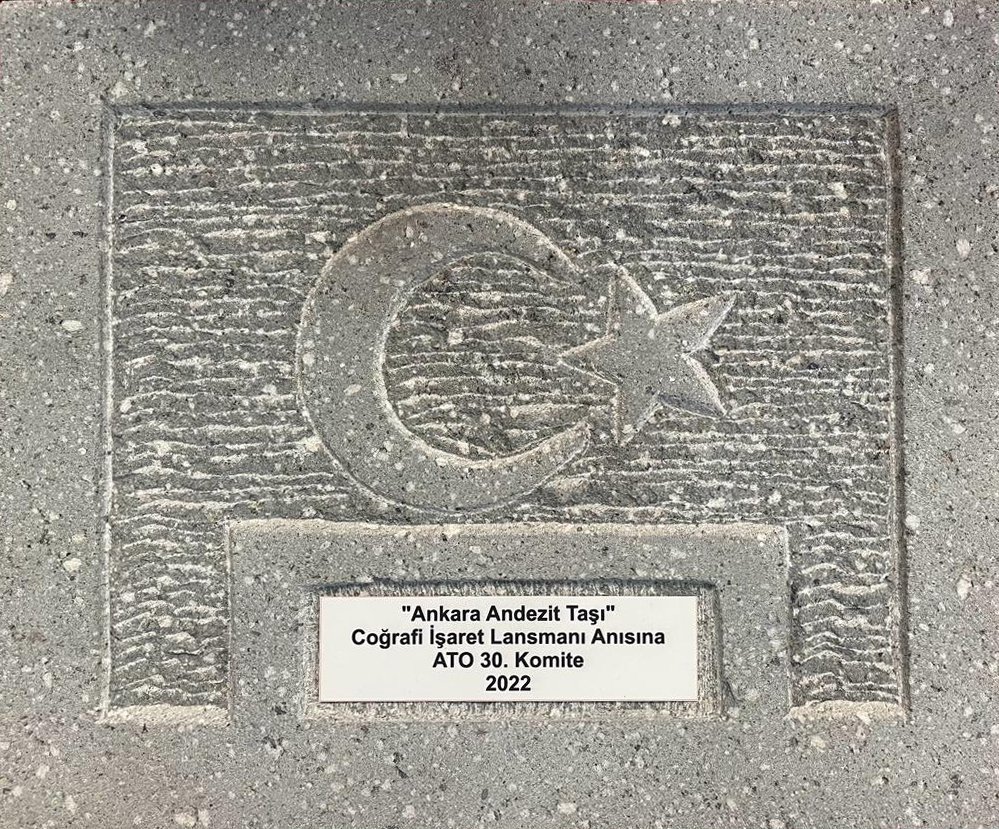 "Ankara Andezit Taşı"
Coğrafi İşaret Lansmanı Anısına
ATO 30. Komite
2022